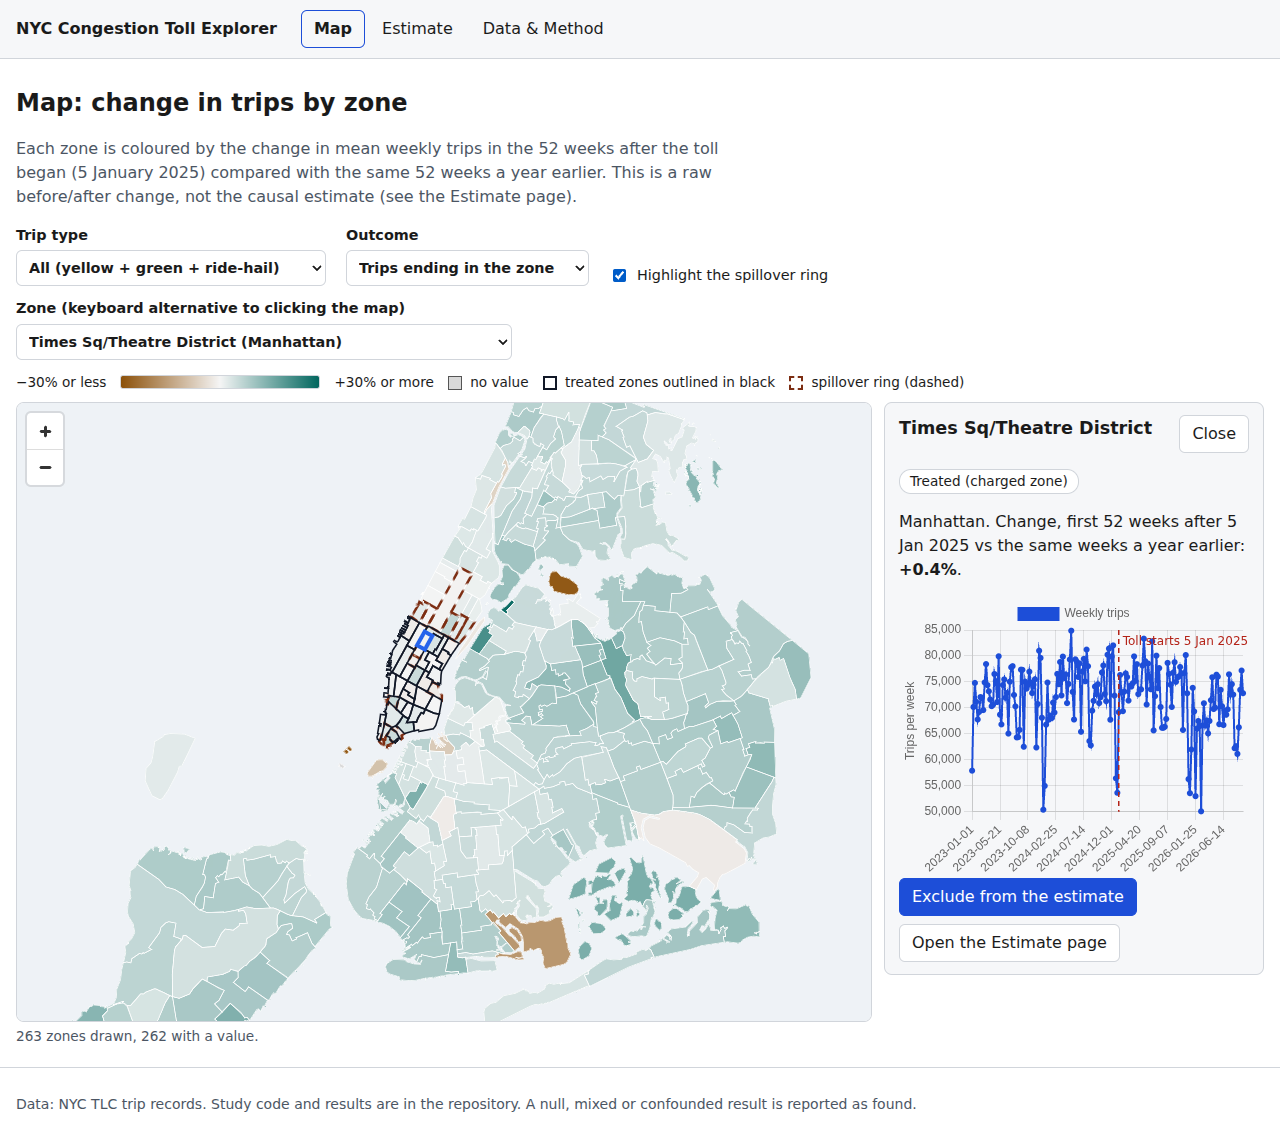 NYC Congestion Toll Explorer
Map
Estimate
Data & Method
Map: change in trips by zone
Each zone is coloured by the change in mean weekly trips in the 52 weeks after the toll
began (5 January 2025) compared with the same 52 weeks a year earlier. This is a raw
before/after change, not the causal estimate (see the Estimate page).
Trip type
Outcome
All (yellow + green + ride-hail)
Trips ending in the zone
Highlight the spillover ring
Zone (keyboard alternative to clicking the map)
Times Sq/Theatre District (Manhattan)
−30% or less
+30% or more
no value
treated zones outlined in black
spillover ring (dashed)
+
−
Times Sq/Theatre District
Close
Treated (charged zone)
Manhattan. Change, first 52 weeks after 5
Jan 2025 vs the same weeks a year earlier:
+0.4%.
Weekly trips
Toll starts 5 Jan 2025
Trips per week
85,000
80,000
75,000
70,000
65,000
60,000
55,000
50,000
2023-01-01
2023-05-21
2023-10-08
2024-02-25
2024-07-14
2024-12-01
2025-04-20
2025-09-07
2026-01-25
2026-06-14
Exclude from the estimate
Open the Estimate page
263 zones drawn, 262 with a value.
Data: NYC TLC trip records. Study code and results are in the repository. A null, mixed or confounded result is reported as found.